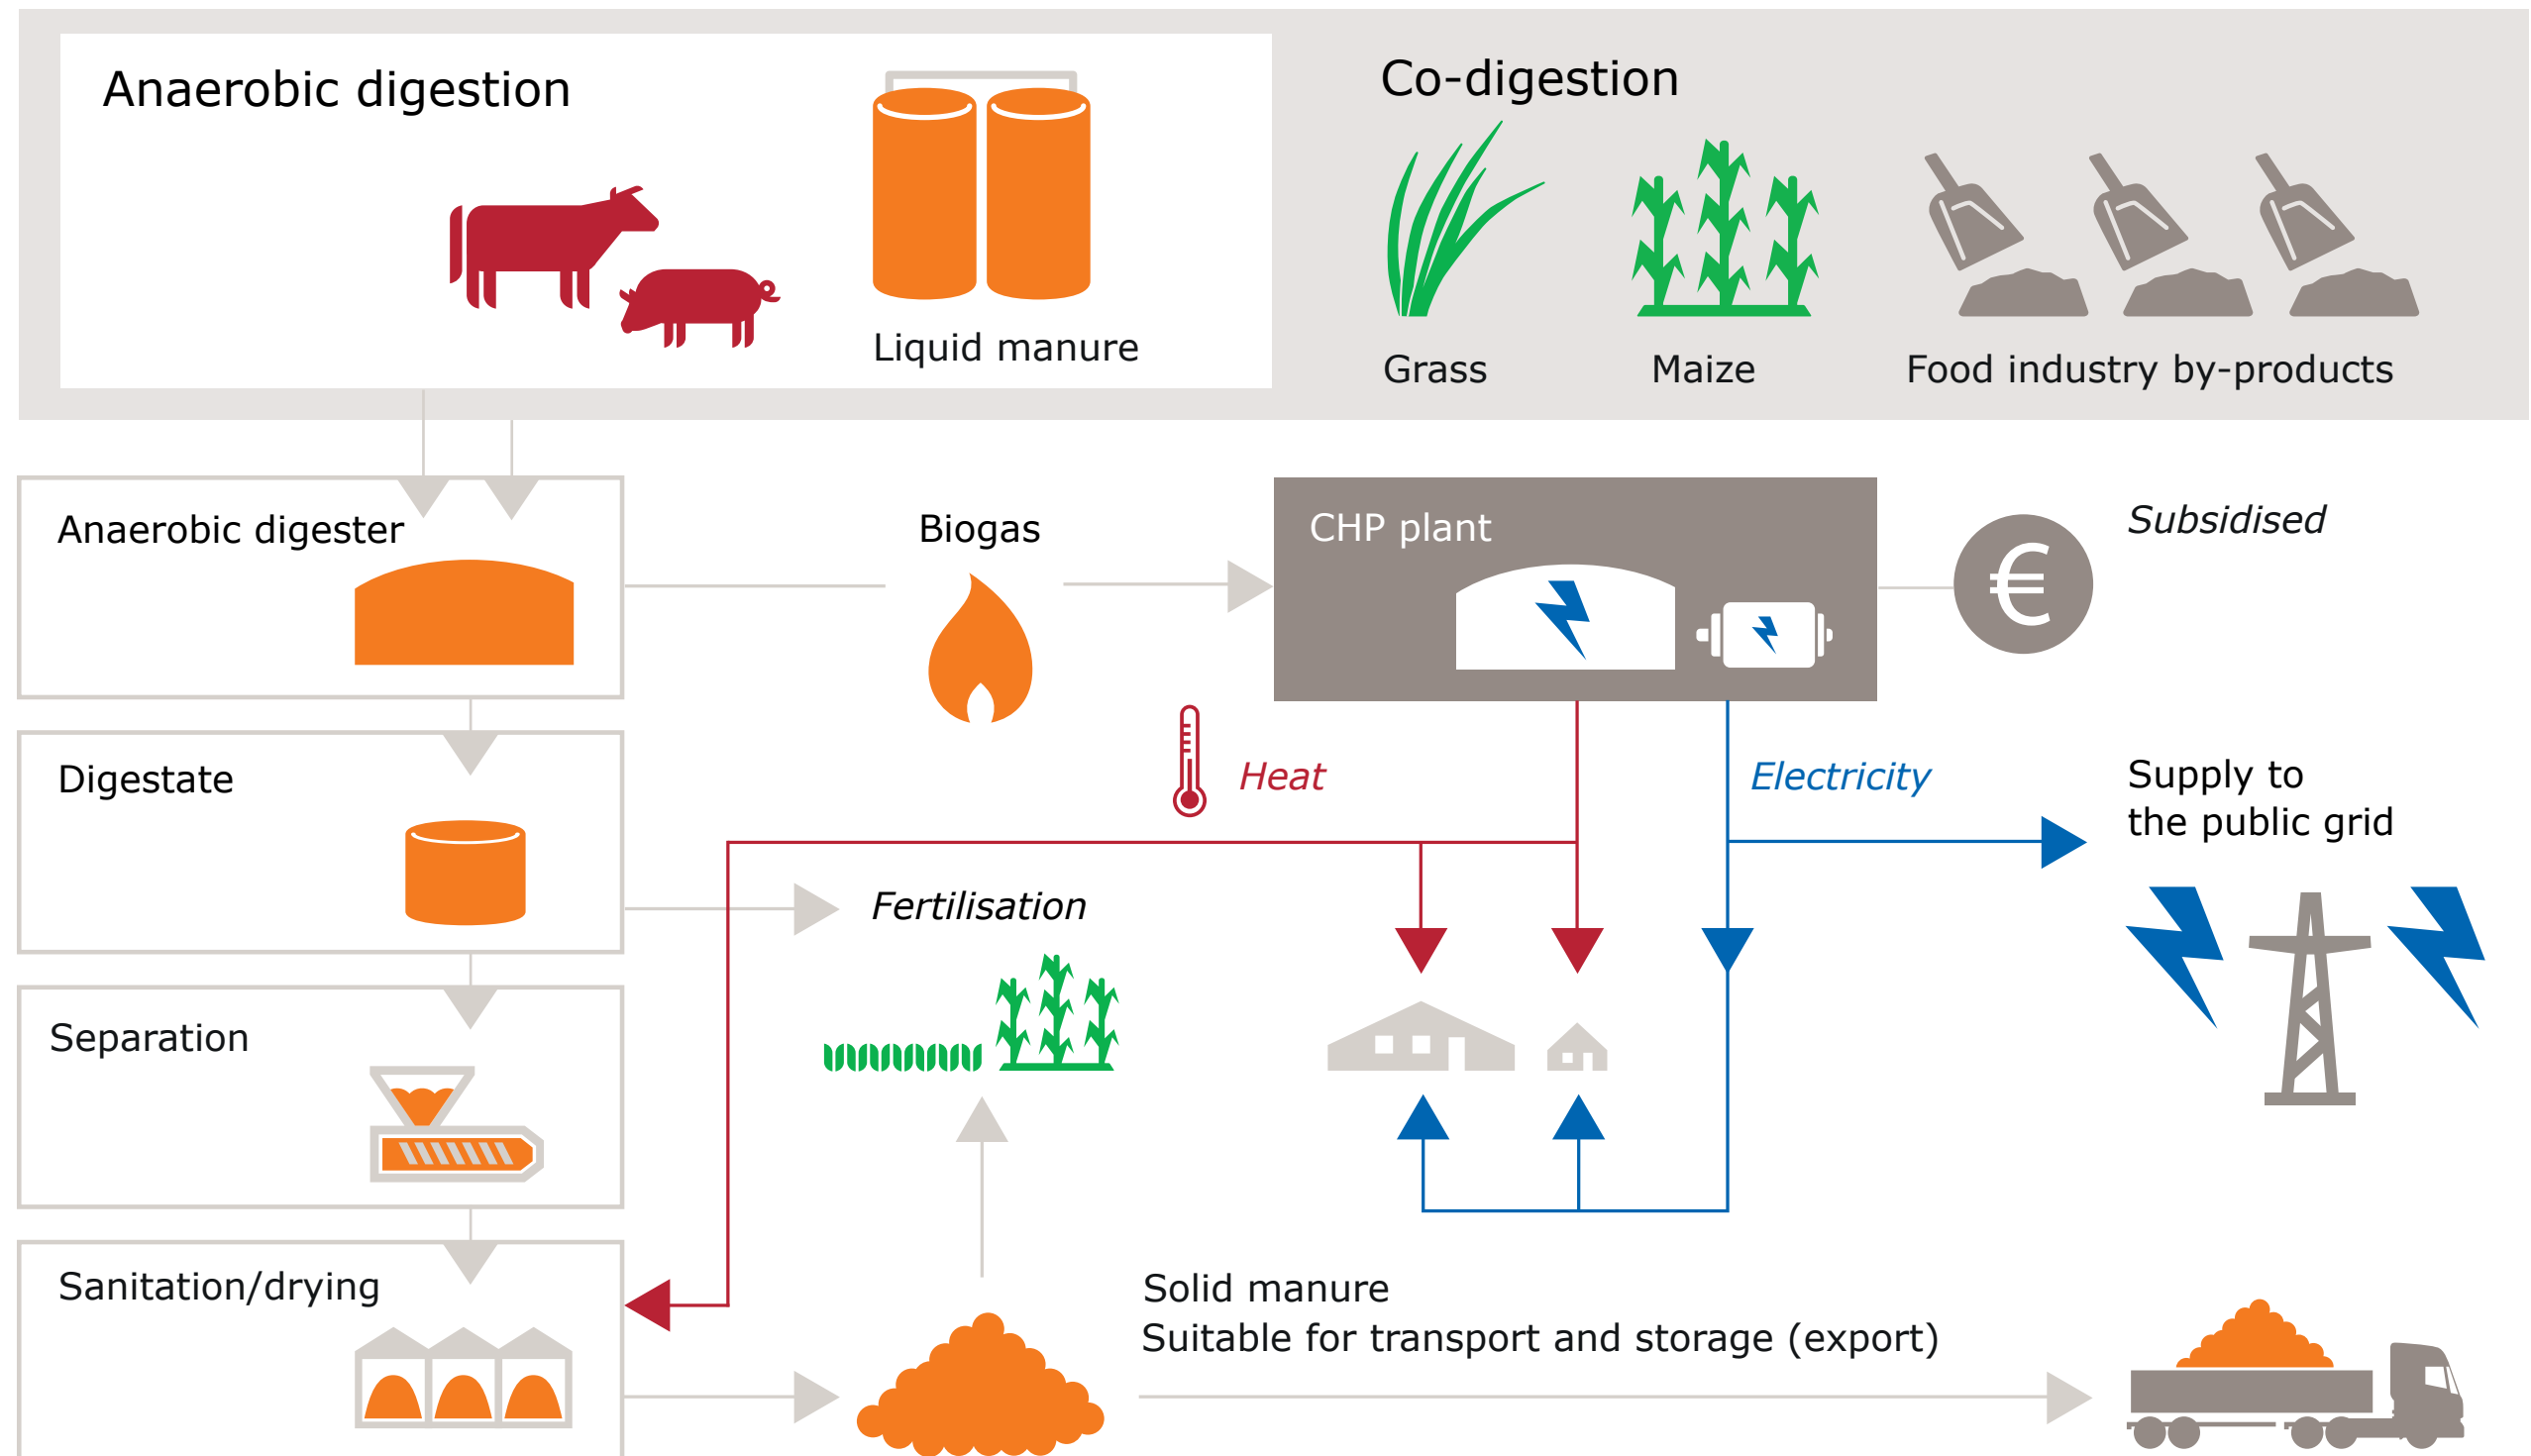 Anaerobic digestion
Liquid manure
Co-digestion
Grass
Maize
Food industry by-products
Anaerobic digester
Biogas
CHP plant
€
Subsidised
Digestate
Heat
Electricity
Supply to
the public grid
Fertilisation
Separation
Sanitation/drying
Solid manure
Suitable for transport and storage (export)